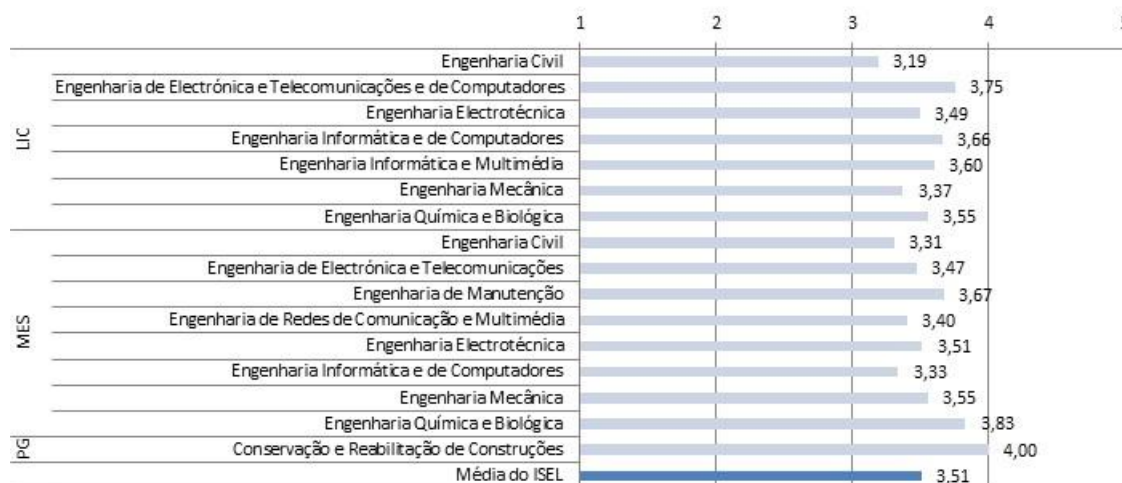 1 2 3 4
LIC
Engenharia Civil 3,19
Engenharia de Electrónica e Telecomunicações e de Computadores 3,75
Engenharia Electrotécnica 3,49
Engenharia Informática e de Computadores 3,66
Engenharia Informática e Multimédia 3,60
Engenharia Mecânica 3,37
Engenharia Química e Biológica 3,55
MES
Engenharia Civil 3,31
Engenharia de Electrónica e Telecomunicações 3,47
Engenharia de Manutenção 3,67
Engenharia de Redes de Comunicação e Multimédia 3,40
Engenharia Electrotécnica 3,51
Engenharia Informática e de Computadores 3,33
Engenharia Mecânica 3,55
Engenharia Química e Biológica 3,83
PG
Conservação e Reabilitação de Construções 4,00
Média do ISEL 3,51